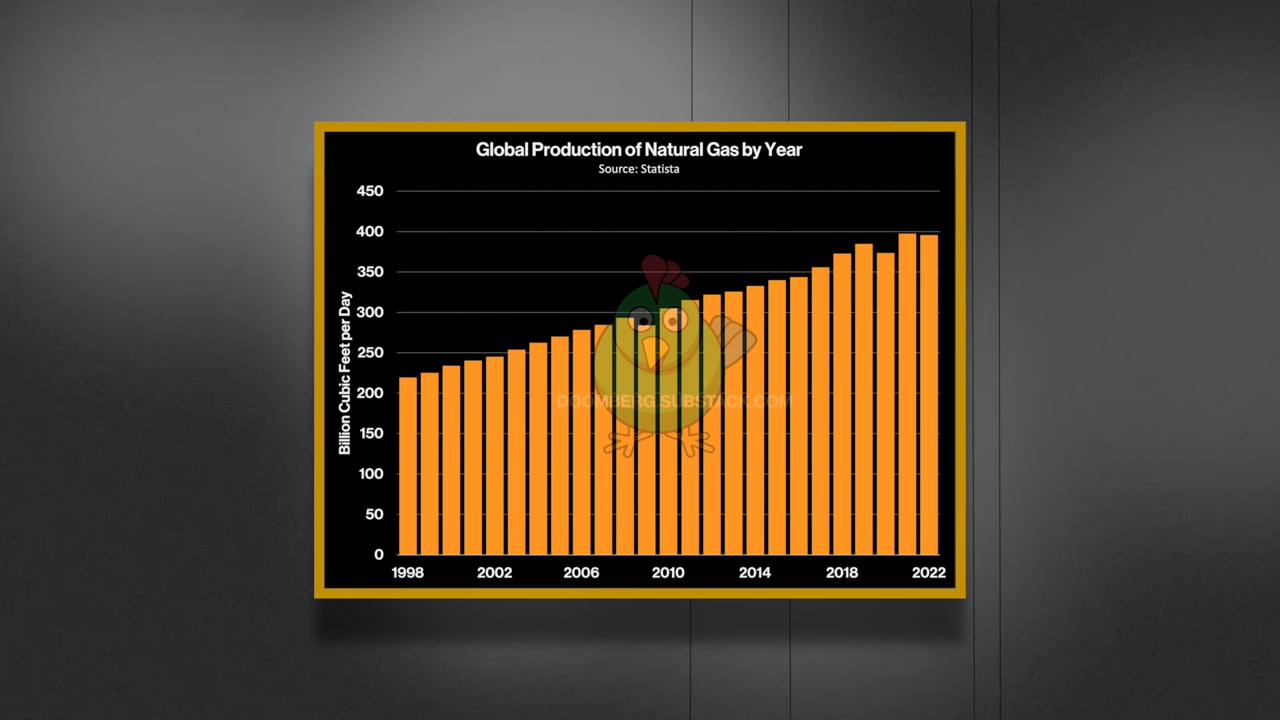 Global Production of Natural Gas by Year
Source: Statista
Billion Cubic Feet per Day
450
400
350
300
250
200
150
100
50
0
DOOMBERG.SUBSTACK.COM
1998 2002 2006 2010 2014 2018 2022